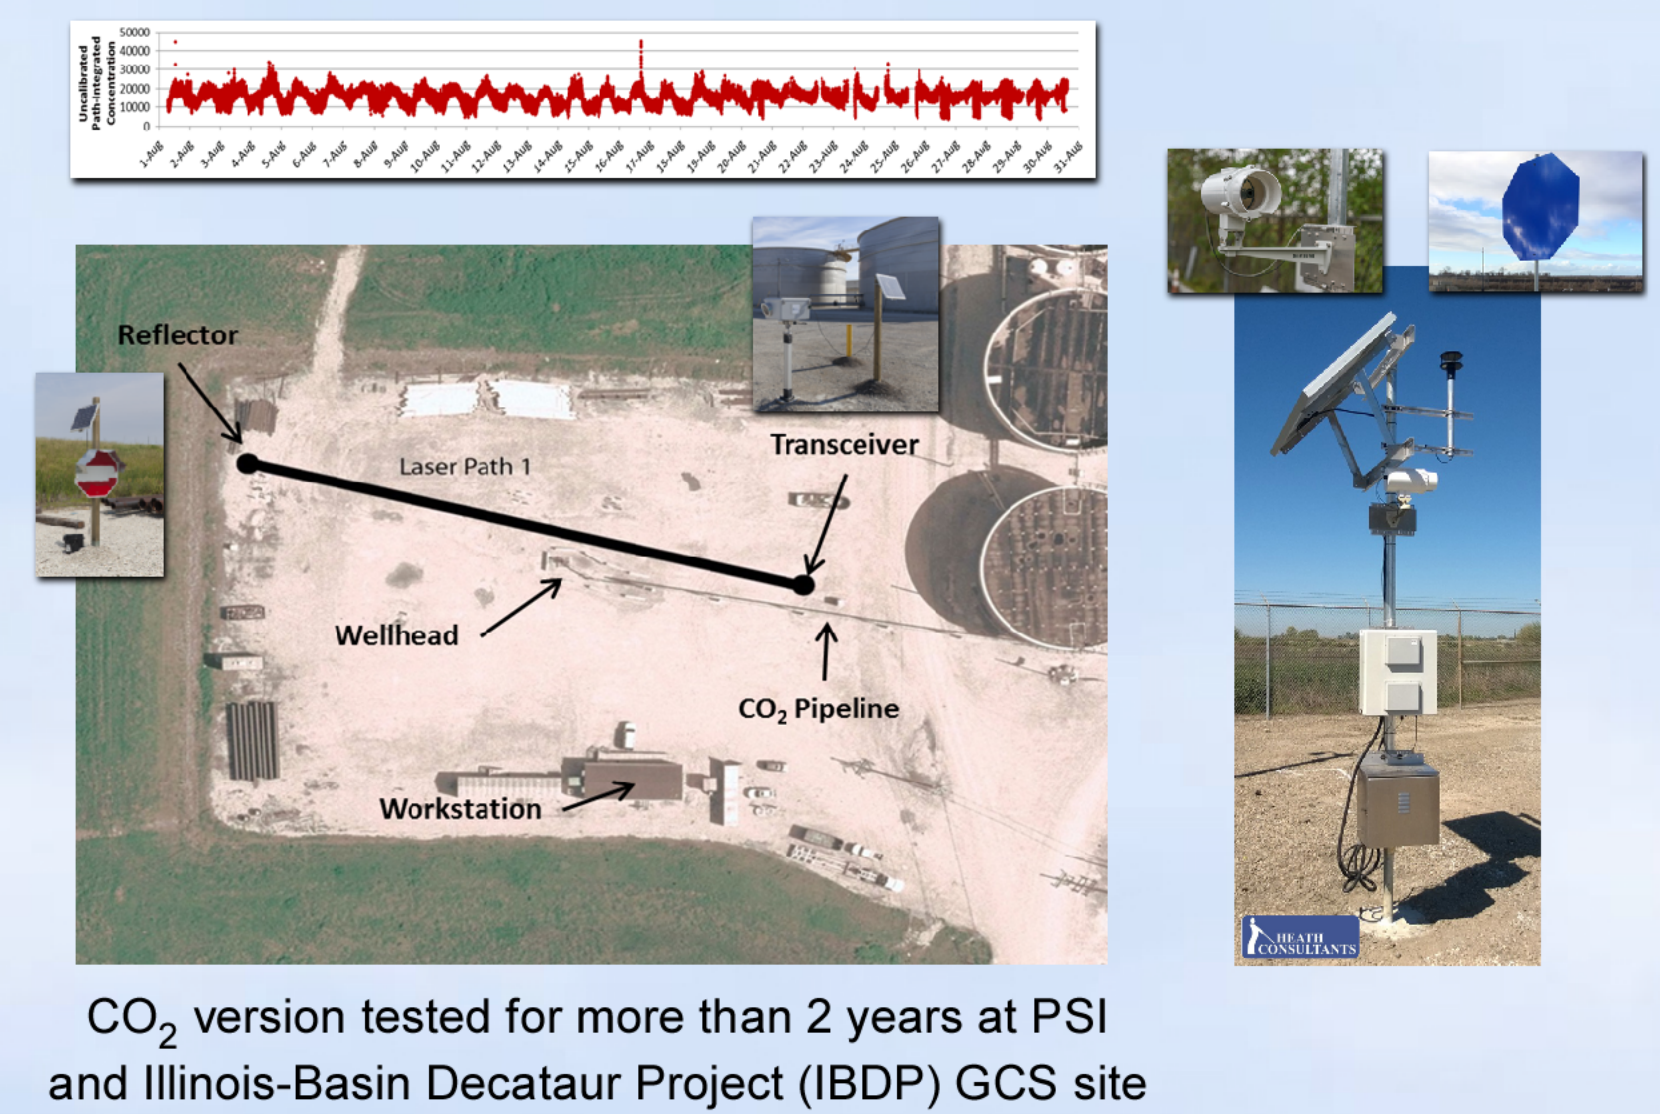 Uncalibrated
Path-Integrated
Concentration
50000
40000
30000
20000
10000
0
1-Aug
2-Aug
3-Aug
4-Aug
5-Aug
6-Aug
7-Aug
8-Aug
9-Aug
10-Aug
11-Aug
12-Aug
13-Aug
14-Aug
15-Aug
16-Aug
17-Aug
18-Aug
19-Aug
20-Aug
21-Aug
22-Aug
23-Aug
24-Aug
25-Aug
26-Aug
27-Aug
28-Aug
29-Aug
30-Aug
31-Aug
Reflector
Transceiver
Laser Path 1
Wellhead
CO₂ Pipeline
Workstation
HEATH
CONSULTANTS
CO₂ version tested for more than 2 years at PSI
and Illinois-Basin Decataur Project (IBDP) GCS site